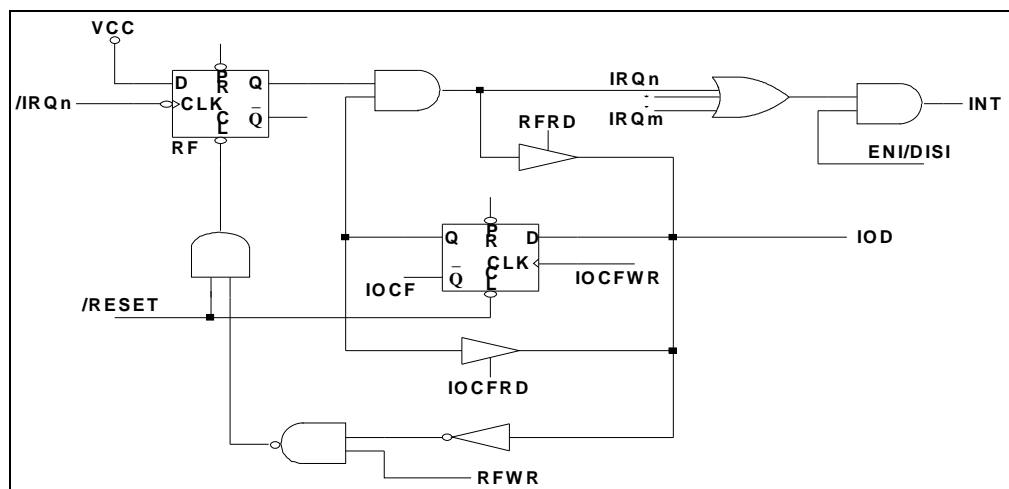 VCC
D PR Q
/IRQn CLK Q̅
CL
RF
IRQn
IRQm
INT
RFRD
ENI/DISI
Q PR D
IOD
CLK
Q̅ CL
IOCF
IOCFWR
/RESET
IOCFRD
RFWR